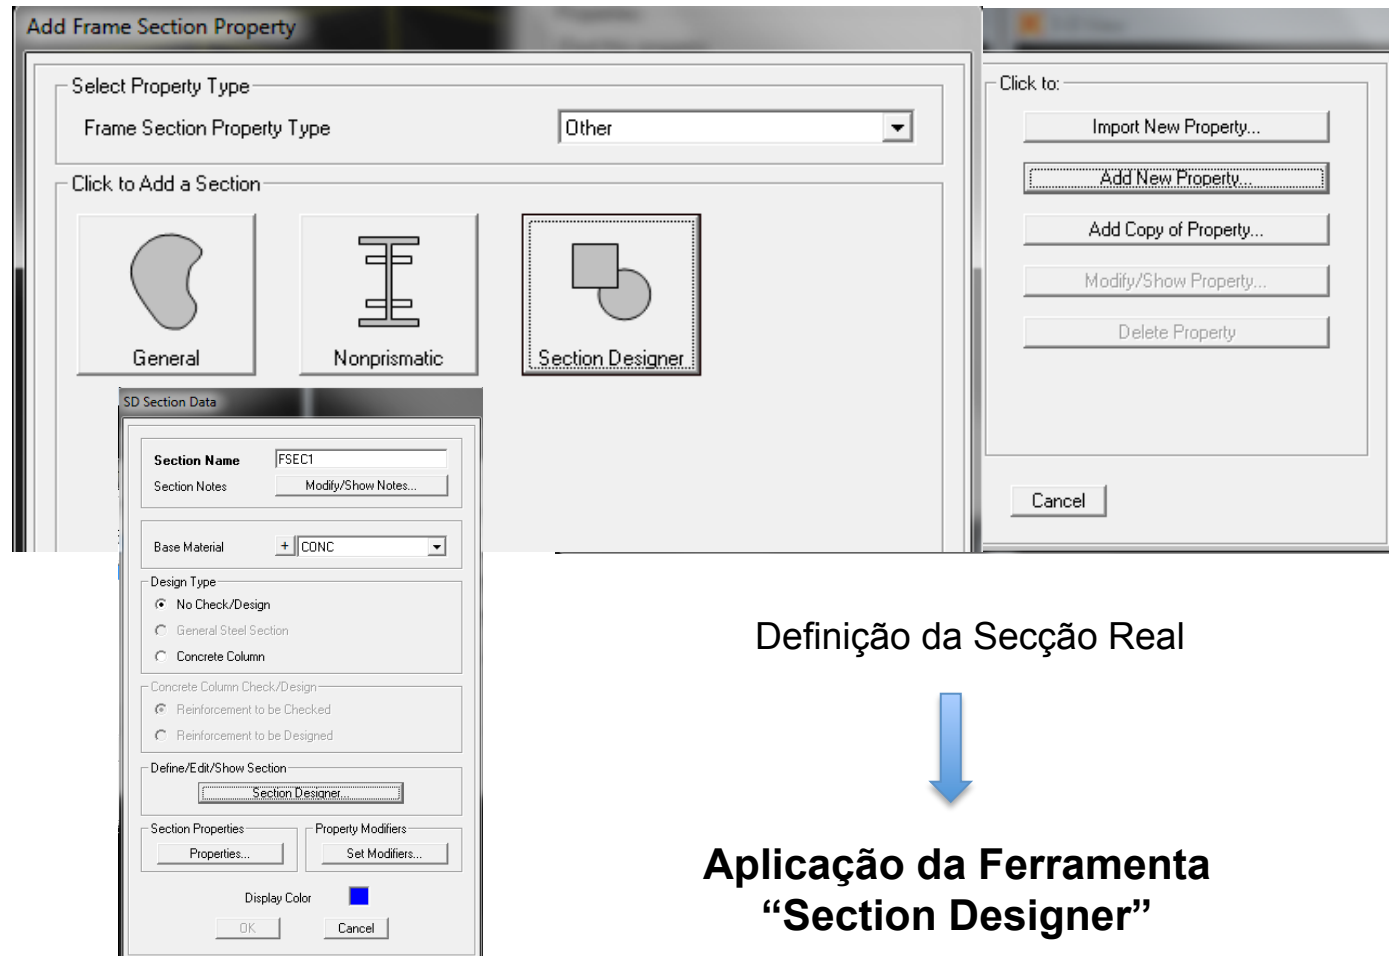 Add Frame Section Property
Select Property Type
Frame Section Property Type
Other
Click to Add a Section
General
Nonprismatic
Section Designer
Click to:
Import New Property...
Add New Property...
Add Copy of Property...
Modify/Show Property...
Delete Property
Cancel
SD Section Data
Section Name
FSEC1
Section Notes
Modify/Show Notes...
Base Material
+
CONC
Design Type
No Check/Design
General Steel Section
Concrete Column
Concrete Column Check/Design
Reinforcement to be Checked
Reinforcement to be Designed
Define/Edit/Show Section
Section Designer...
Section Properties
Properties...
Property Modifiers
Set Modifiers...
Display Color
OK
Cancel
Definição da Secção Real
Aplicação da Ferramenta
“Section Designer”